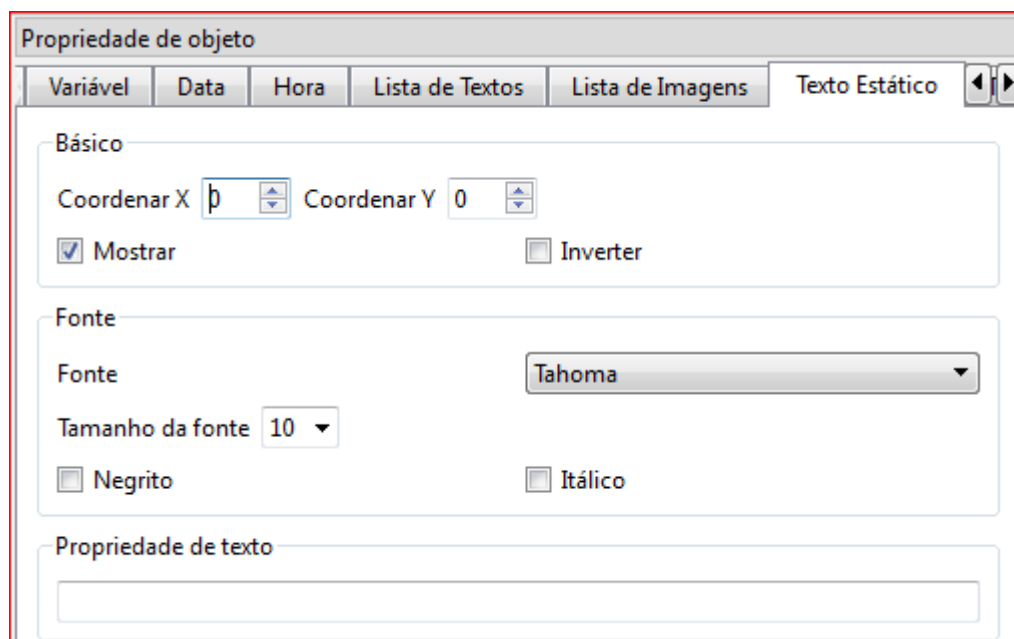 Propriedade de objeto
Variável Data Hora Lista de Textos Lista de Imagens Texto Estático
Básico
Coordenar X 0 Coordenar Y 0
Mostrar Inverter
Fonte
Fonte Tahoma
Tamanho da fonte 10
Negrito Itálico
Propriedade de texto